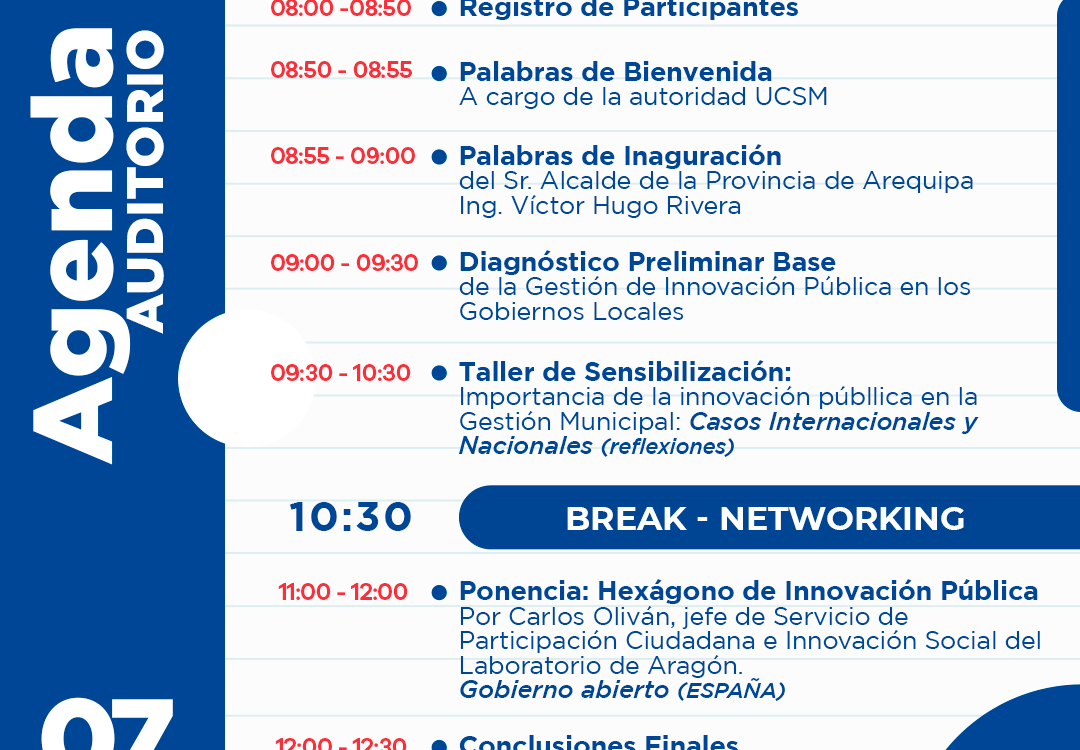 Agenda
AUDITORIO
07
08:00 -08:50 Registro de Participantes
08:50 - 08:55 Palabras de Bienvenida
A cargo de la autoridad UCSM
08:55 - 09:00 Palabras de Inaguración
del Sr. Alcalde de la Provincia de Arequipa
Ing. Víctor Hugo Rivera
09:00 - 09:30 Diagnóstico Preliminar Base
de la Gestión de Innovación Pública en los
Gobiernos Locales
09:30 - 10:30 Taller de Sensibilización:
Importancia de la innovación públlica en la
Gestión Municipal: Casos Internacionales y
Nacionales (reflexiones)
10:30 BREAK - NETWORKING
11:00 - 12:00 Ponencia: Hexágono de Innovación Pública
Por Carlos Oliván, jefe de Servicio de
Participación Ciudadana e Innovación Social del
Laboratorio de Aragón.
Gobierno abierto (ESPAÑA)
12:00 - 12:30 Conclusiones Finales